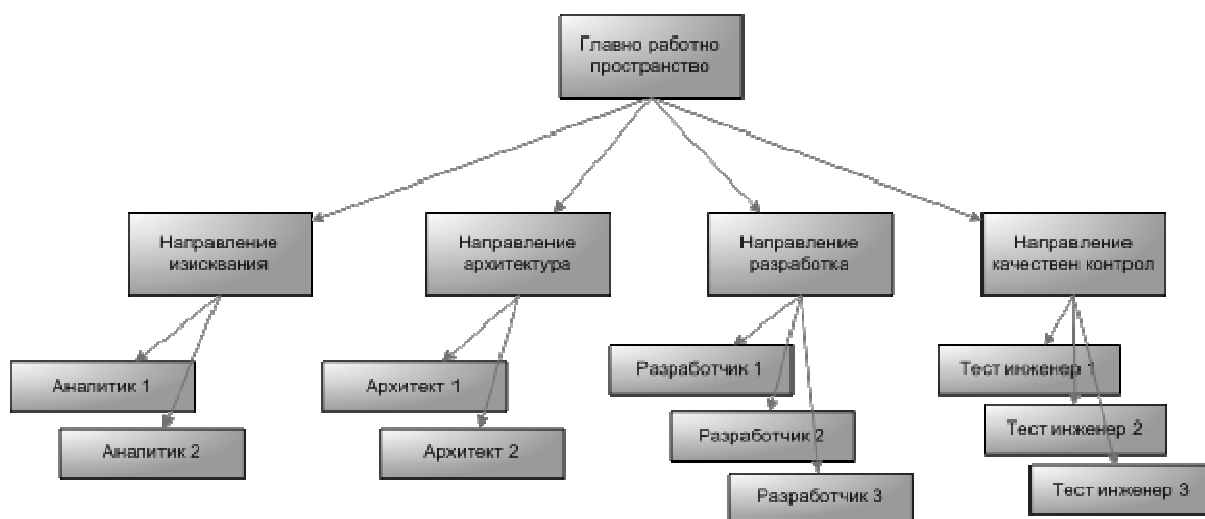 Главно работно
пространство
Направление
изисквания
Направление
архитектура
Направление
разработка
Направление
качествен контрол
Аналитик 1
Аналитик 2
Архитект 1
Архитект 2
Разработчик 1
Разработчик 2
Разработчик 3
Тест инженер 1
Тест инженер 2
Тест инженер 3